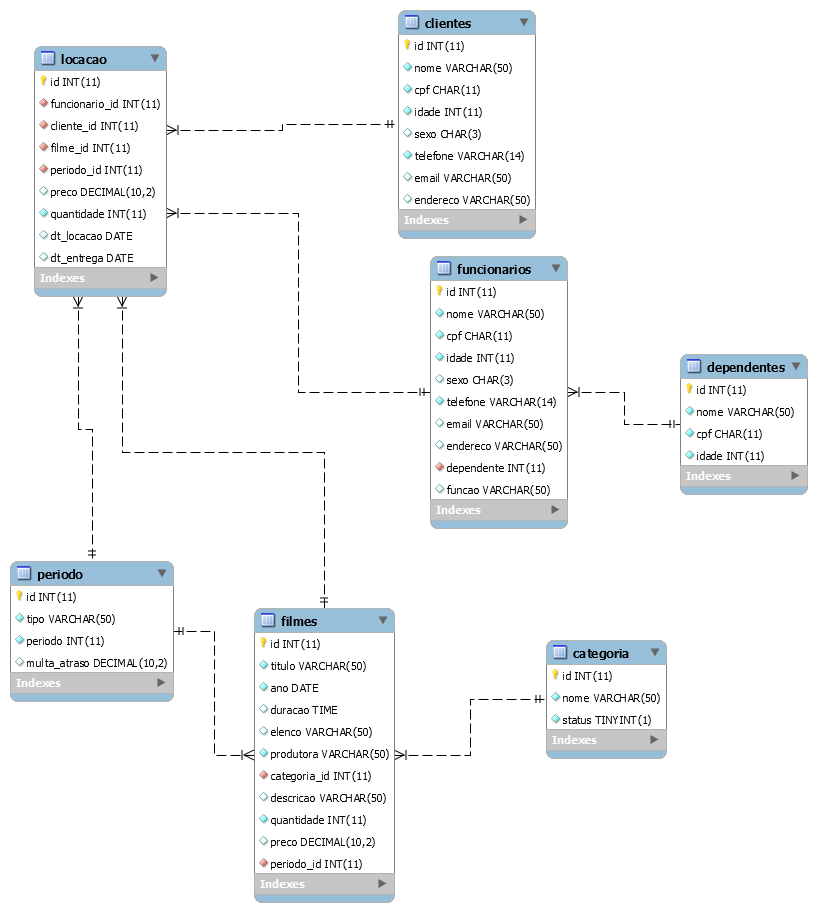 clientes
id INT(11)
nome VARCHAR(50)
cpf CHAR(11)
idade INT(11)
sexo CHAR(3)
telefone VARCHAR(14)
email VARCHAR(50)
endereco VARCHAR(50)
Indexes
locacao
id INT(11)
funcionario_id INT(11)
cliente_id INT(11)
filme_id INT(11)
periodo_id INT(11)
preco DECIMAL(10,2)
quantidade INT(11)
dt_locacao DATE
dt_entrega DATE
Indexes
funcionarios
id INT(11)
nome VARCHAR(50)
cpf CHAR(11)
idade INT(11)
sexo CHAR(3)
telefone VARCHAR(14)
email VARCHAR(50)
endereco VARCHAR(50)
dependente INT(11)
funcao VARCHAR(50)
Indexes
dependentes
id INT(11)
nome VARCHAR(50)
cpf CHAR(11)
idade INT(11)
Indexes
periodo
id INT(11)
tipo VARCHAR(50)
periodo INT(11)
multa_atraso DECIMAL(10,2)
Indexes
filmes
id INT(11)
titulo VARCHAR(50)
ano DATE
duracao TIME
elenco VARCHAR(50)
produtora VARCHAR(50)
categoria_id INT(11)
descricao VARCHAR(50)
quantidade INT(11)
preco DECIMAL(10,2)
periodo_id INT(11)
Indexes
categoria
id INT(11)
nome VARCHAR(50)
status TINYINT(1)
Indexes